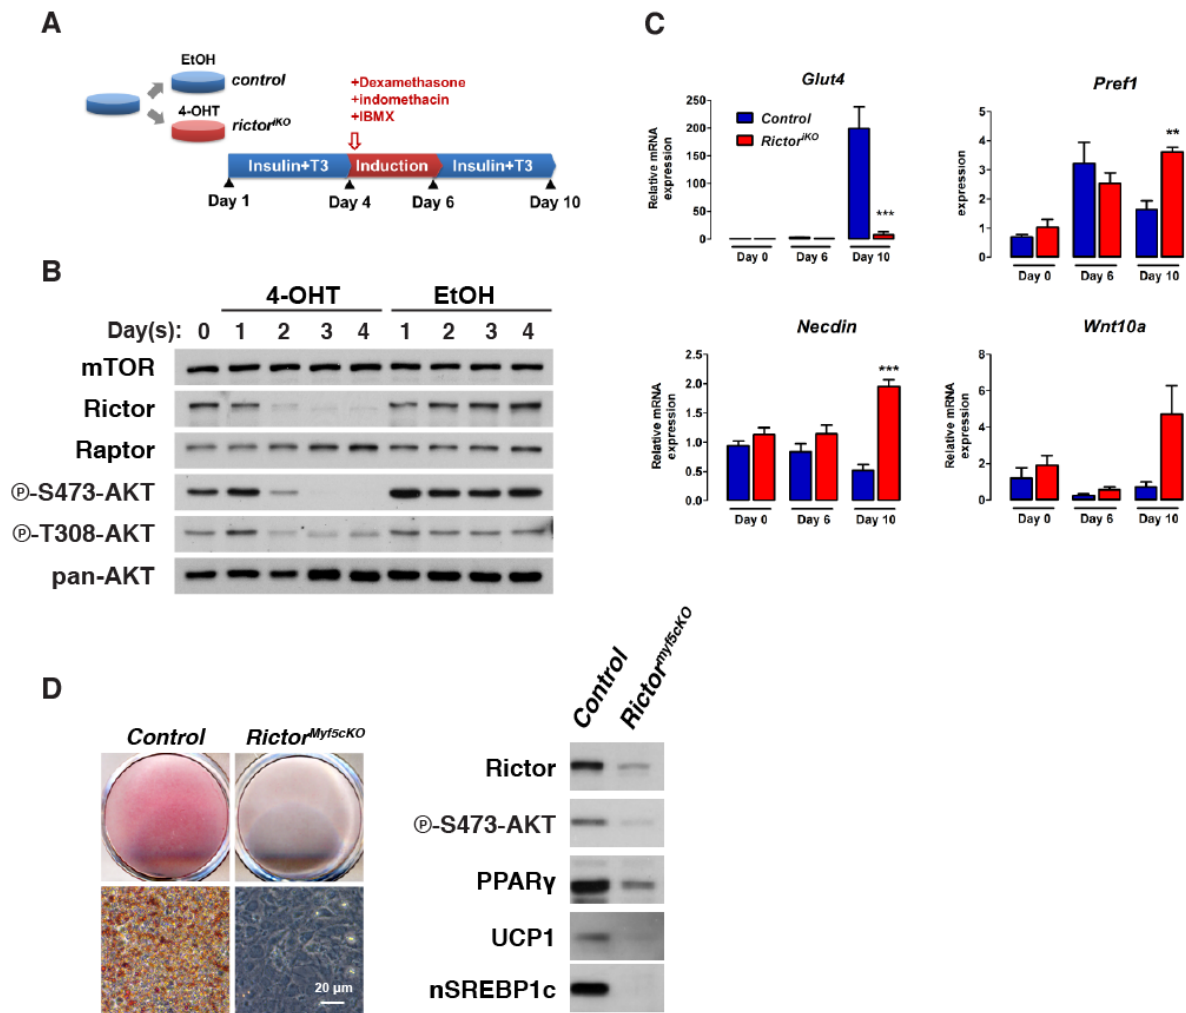 A
EtOH
control
4-OHT
rictor^iKO
+Dexamethasone
+indomethacin
+IBMX
Insulin+T3 Induction Insulin+T3
Day 1 Day 4 Day 6 Day 10
B
4-OHT EtOH
Day(s): 0 1 2 3 4 1 2 3 4
mTOR
Rictor
Raptor
Ⓟ-S473-AKT
Ⓟ-T308-AKT
pan-AKT
C
Glut4
Relative mRNA
expression
250
200
150
100
50
0
Control
Rictor^iKO
***
Day 0 Day 6 Day 10
Pref1
expression
5
4
3
2
1
0
**
Day 0 Day 6 Day 10
Necdin
Relative mRNA
expression
2.5
2.0
1.5
1.0
0.5
0.0
***
Day 0 Day 6 Day 10
Wnt10a
Relative mRNA
expression
8
6
4
2
0
Day 0 Day 6 Day 10
D
Control Rictor^Myf5cKO
20 µm
Control Rictor^myf5cKO
Rictor
Ⓟ-S473-AKT
PPARγ
UCP1
nSREBP1c